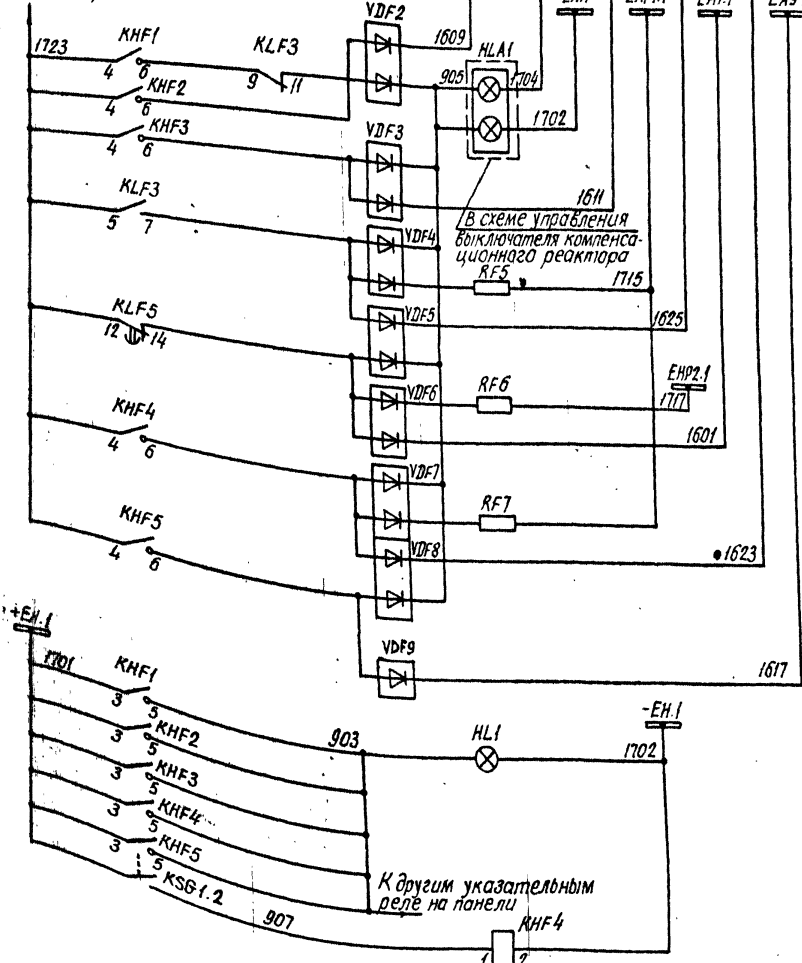 VDF2
1723
KHF1
4 6
KLF3
9 11
1609
HLA1
905
1704
KHF2
4 6
1702
KHF3
4 6
VDF3
1611
KLF3
5 7
В схеме управления
выключателя компенса-
ционного реактора
VDF4
RF5
1715
KLF5
12 14
VDF5
1625
EHP2.1
VDF6
RF6
1717
1601
KHF4
4 6
VDF7
RF7
KHF5
4 6
VDF8
1623
+EH.1
VDF9
1617
1701
KHF1
3 5
-EH.1
KHF2
3 5
903
HL1
1702
KHF3
3 5
KHF4
3 5
KHF5
3 5
KSG1.2
К другим указательным
реле на панели
907
KHF4
1 2